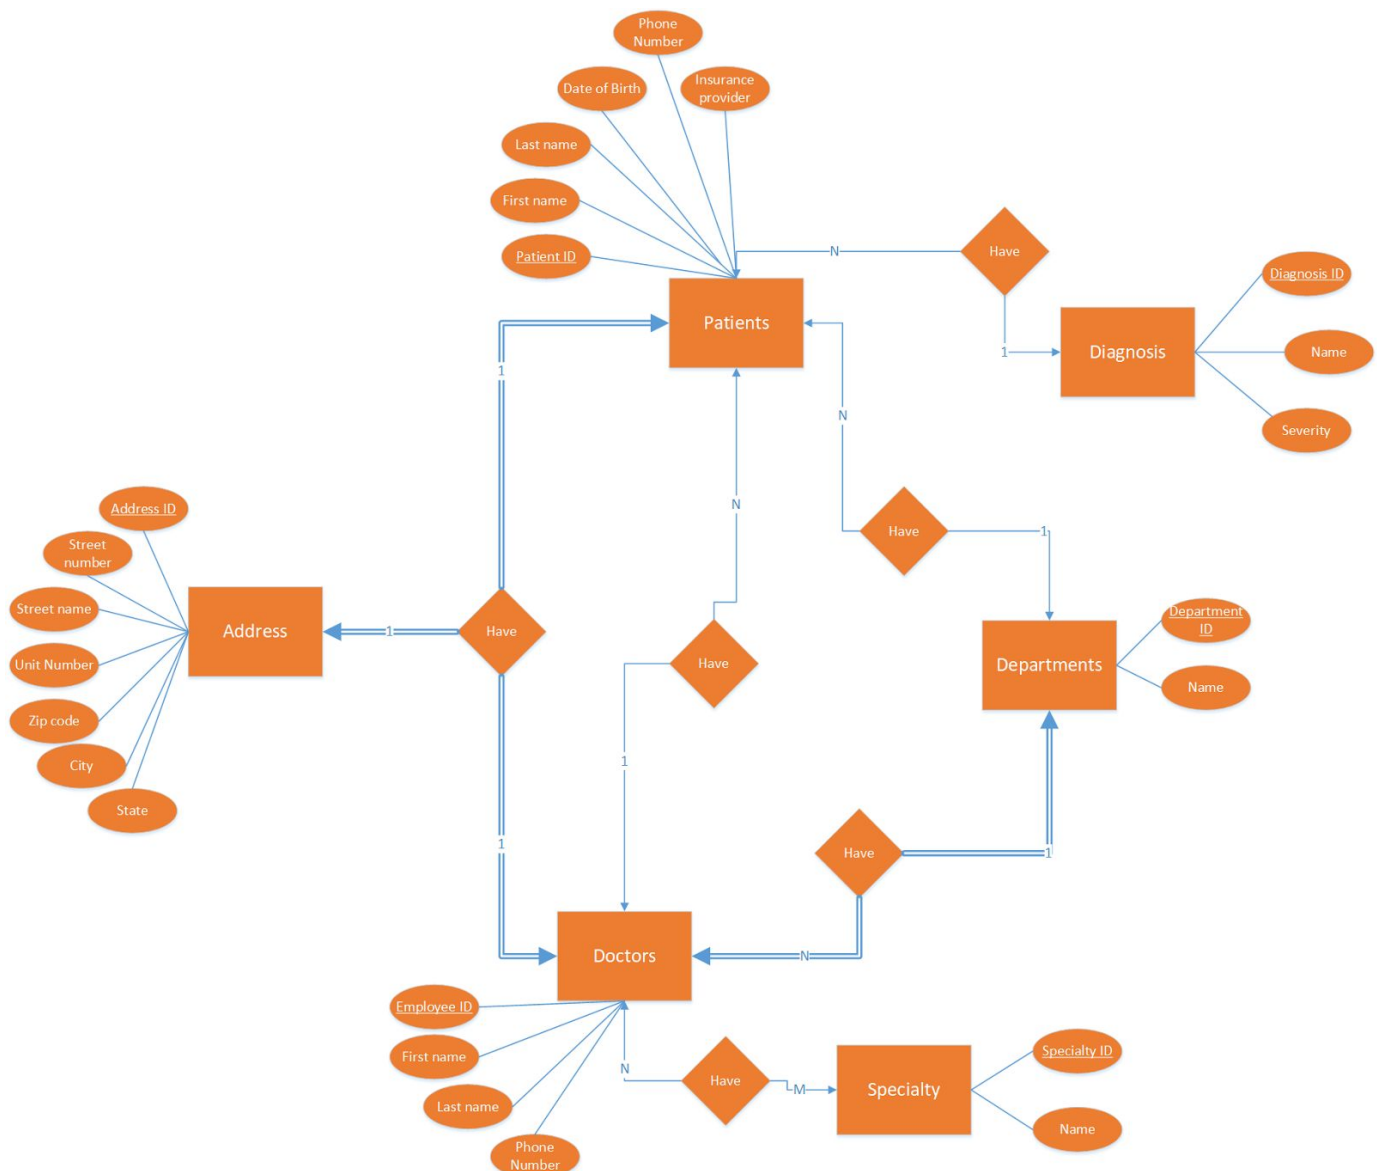 Phone
Number
Date of Birth
Insurance
provider
Last name
First name
Patient ID
N
Have
Diagnosis ID
Patients
1
1
Diagnosis
Name
N
Severity
N
Address ID
Have
1
Street
number
Street name
Address
1
Have
Department
ID
Unit Number
Have
Departments
Name
Zip code
City
1
State
1
Have
1
Doctors
N
Employee ID
First name
Specialty ID
N
Have
M
Specialty
Last name
Name
Phone
Number